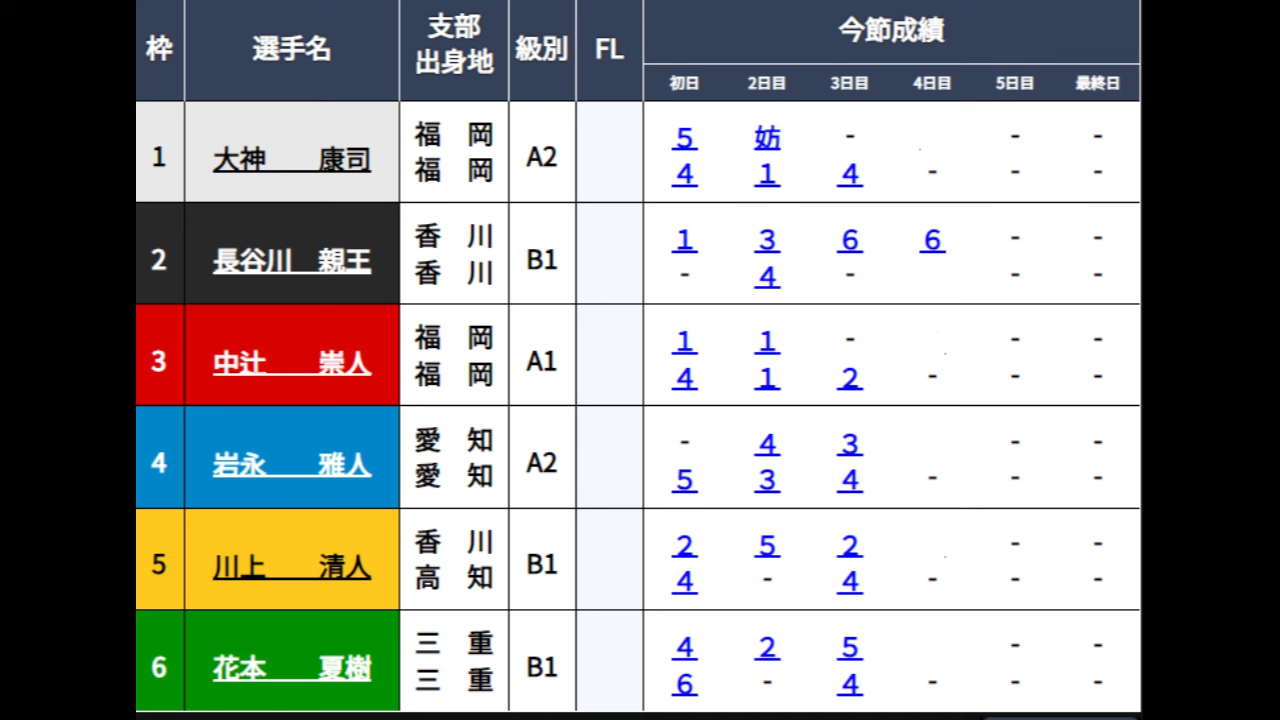 枠 選手名 支部 出身地 級別 FL 今節成績
初日 2日目 3日目 4日目 5日目 最終日
1 大神 康司 福 岡 A2 5 妨 - - -
福 岡 4 1 4 - - -
2 長谷川 親王 香 川 B1 1 3 6 6 - -
香 川 - 4 - - -
3 中辻 崇人 福 岡 A1 1 1 - - -
福 岡 4 1 2 - - -
4 岩永 雅人 愛 知 A2 - 4 3 - -
愛 知 5 3 4 - - -
5 川上 清人 香 川 B1 2 5 2 - -
高 知 4 - 4 - - -
6 花本 夏樹 三 重 B1 4 2 5 - -
三 重 6 - 4 - - -